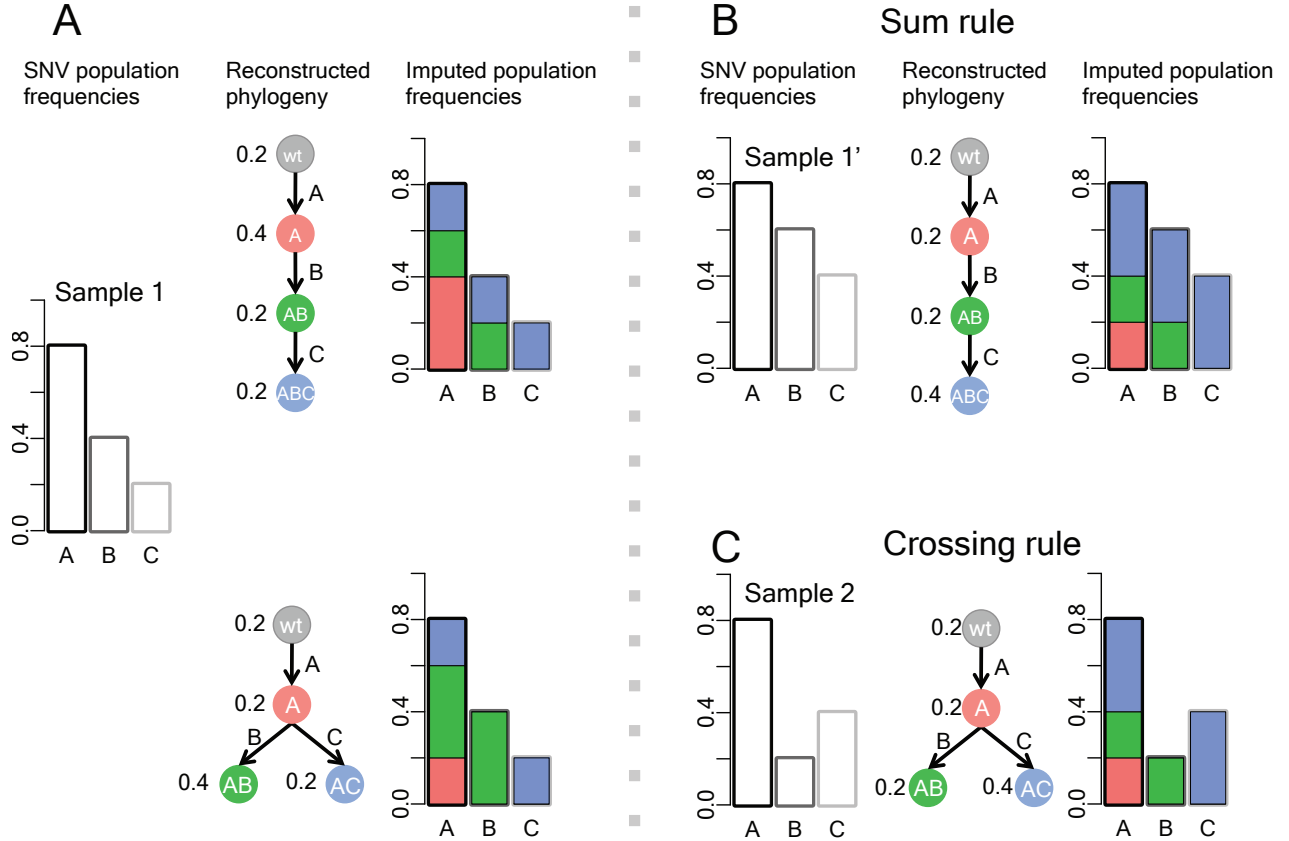 A
SNV population
frequencies
Reconstructed
phylogeny
Imputed population
frequencies
0.2 wt
A
0.4 A
B
0.2 AB
C
0.2 ABC
0.8
0.4
0.0
A B C
Sample 1
0.8
0.4
0.0
A B C
0.2 wt
A
0.2 A
B C
0.4 AB 0.2 AC
0.8
0.4
0.0
A B C
B
Sum rule
SNV population
frequencies
Reconstructed
phylogeny
Imputed population
frequencies
Sample 1’
0.8
0.4
0.0
A B C
0.2 wt
A
0.2 A
B
0.2 AB
C
0.4 ABC
0.8
0.4
0.0
A B C
C
Crossing rule
Sample 2
0.8
0.4
0.0
A B C
0.2 wt
A
0.2 A
B C
0.2 AB 0.4 AC
0.8
0.4
0.0
A B C